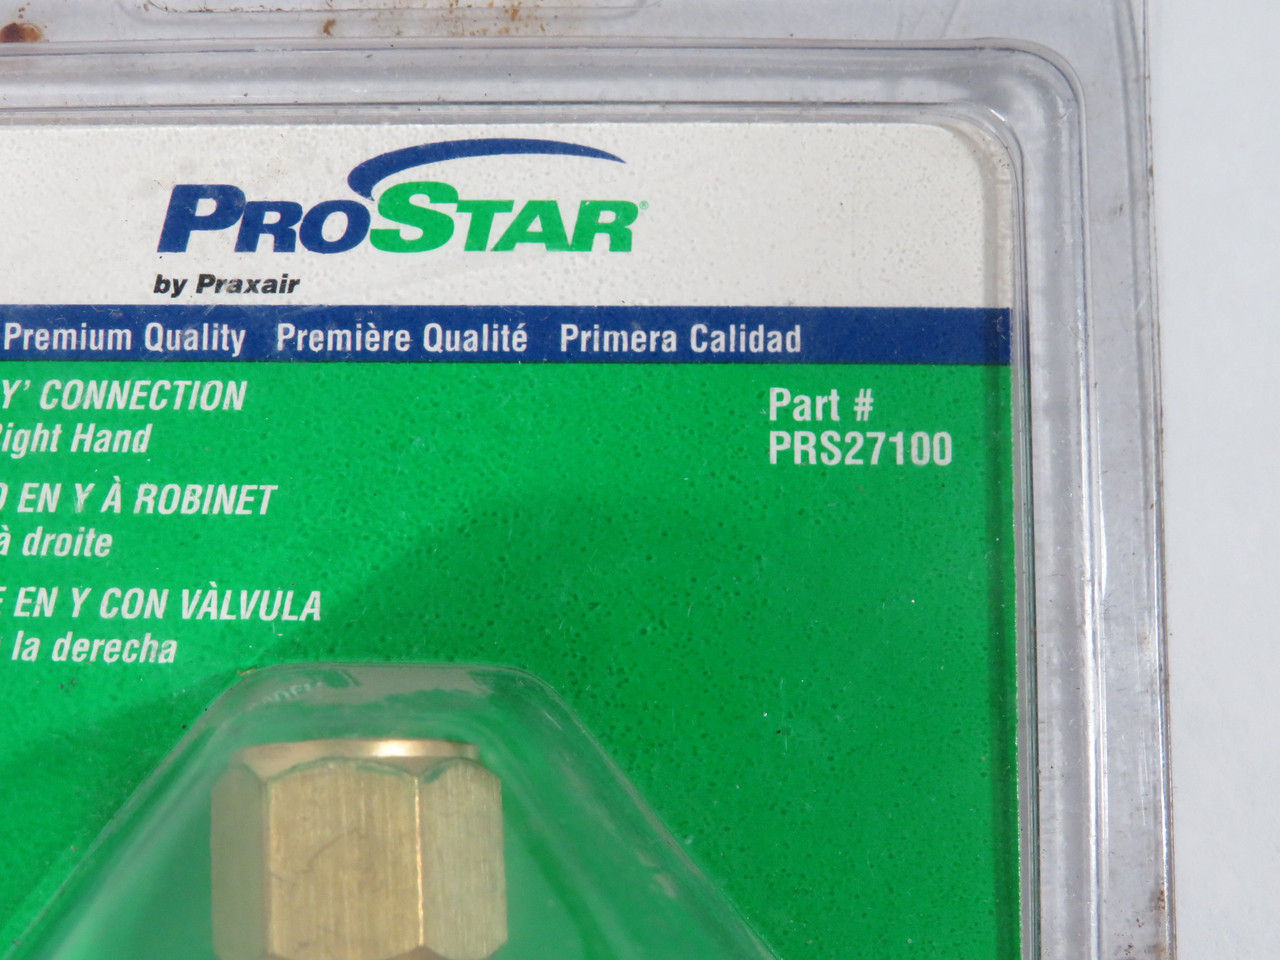 PROSTAR®
by Praxair
Premium Quality Première Qualité Primera Calidad
Y' CONNECTION
Right Hand
Part #
PRS27100
EN Y À ROBINET
à droite
EN Y CON VÀLVULA
la derecha